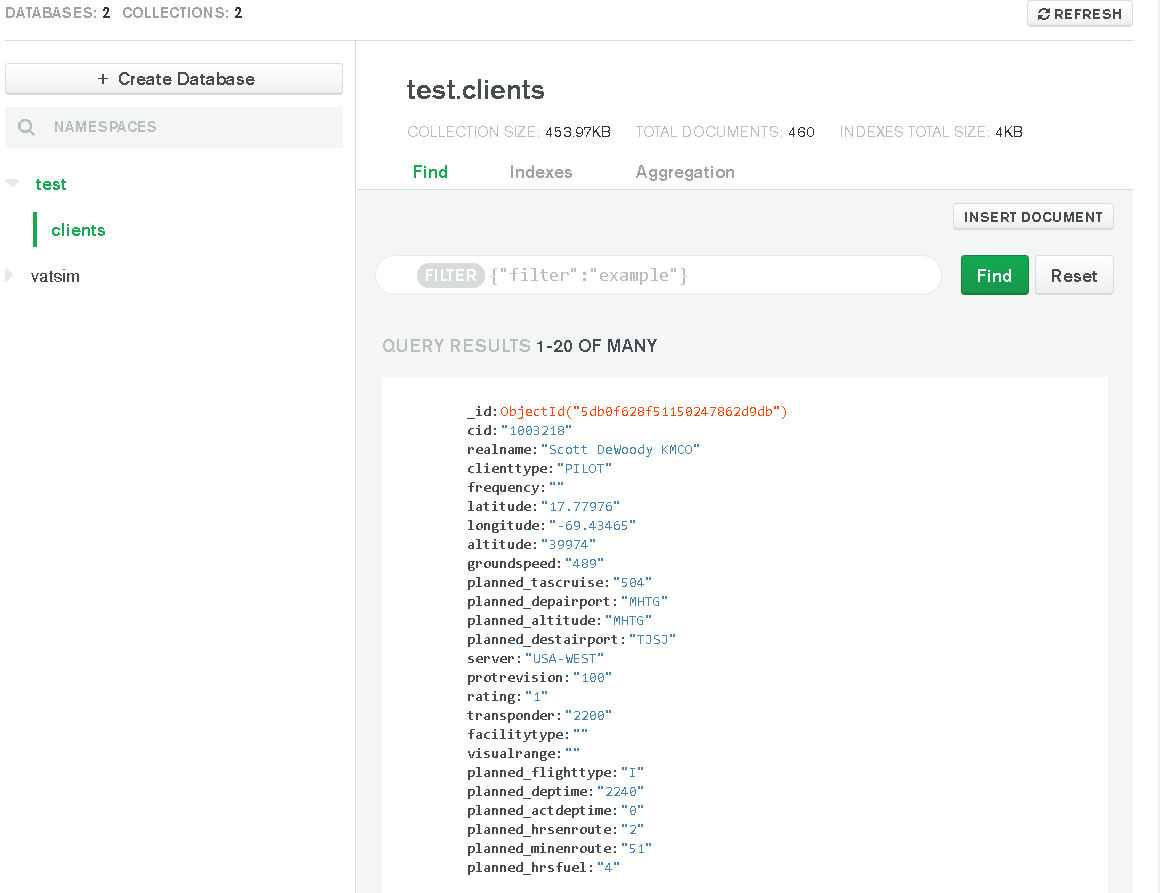 DATABASES: 2 COLLECTIONS: 2
REFRESH
+ Create Database
NAMESPACES
test
clients
vatsim
test.clients
COLLECTION SIZE: 453.97KB TOTAL DOCUMENTS: 460 INDEXES TOTAL SIZE: 4KB
Find Indexes Aggregation
INSERT DOCUMENT
FILTER {"filter":"example"}
Find
Reset
QUERY RESULTS 1-20 OF MANY
_id:ObjectId("5db0f628f51150247862d9db")
cid:"1003218"
realname:"Scott DeWoody KMCO"
clienttype:"PILOT"
frequency:""
latitude:"17.77976"
longitude:"-69.43465"
altitude:"39974"
groundspeed:"489"
planned_tascruise:"504"
planned_depairport:"MHTG"
planned_altitude:"MHTG"
planned_destairport:"TJSJ"
server:"USA-WEST"
protrevision:"100"
rating:"1"
transponder:"2200"
facilitytype:""
visualrange:""
planned_flighttype:"I"
planned_deptime:"2240"
planned_actdeptime:"0"
planned_hrsenroute:"2"
planned_minenroute:"51"
planned_hrsfuel:"4"